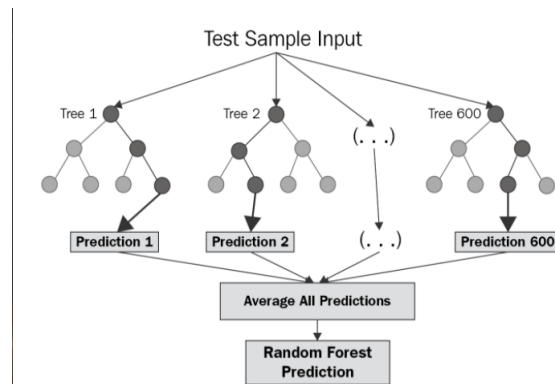 Test Sample Input
Tree 1
Tree 2
(. . .)
Tree 600
Prediction 1
Prediction 2
(. . .)
Prediction 600
Average All Predictions
Random Forest
Prediction